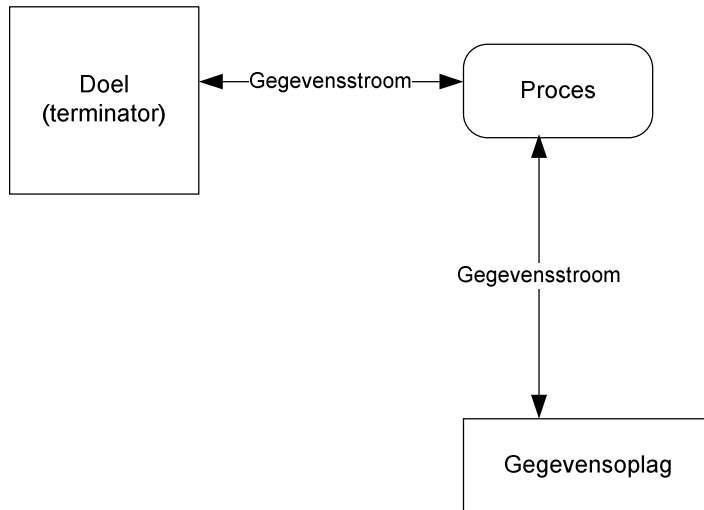 Doel
(terminator)
Gegevensstroom
Proces
Gegevensstroom
Gegevensoplag